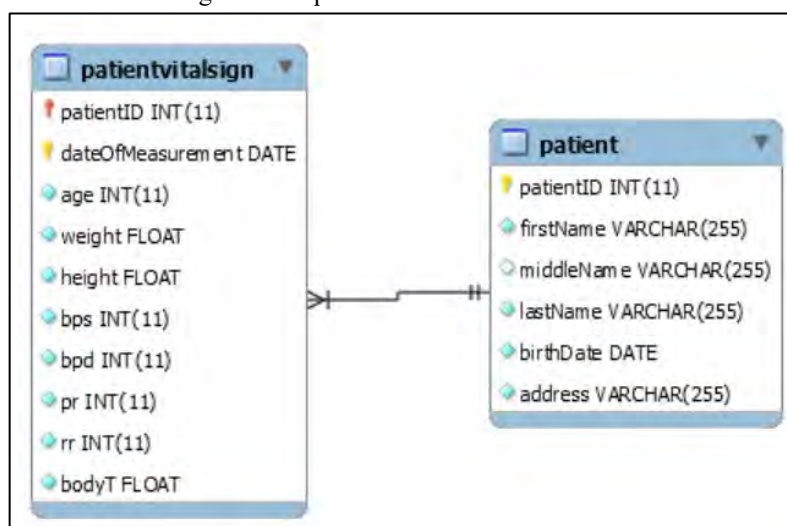 patientvitalsign
patientID INT(11)
dateOfMeasurement DATE
age INT(11)
weight FLOAT
height FLOAT
bps INT(11)
bpd INT(11)
pr INT(11)
rr INT(11)
bodyT FLOAT
patient
patientID INT(11)
firstName VARCHAR(255)
middleName VARCHAR(255)
lastName VARCHAR(255)
birthDate DATE
address VARCHAR(255)